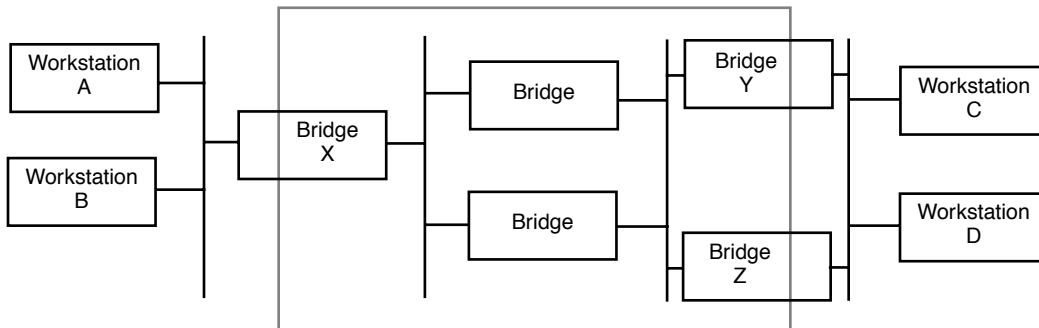 Workstation
A
Workstation
B
Bridge
X
Bridge
Bridge
Bridge
Y
Bridge
Z
Workstation
C
Workstation
D